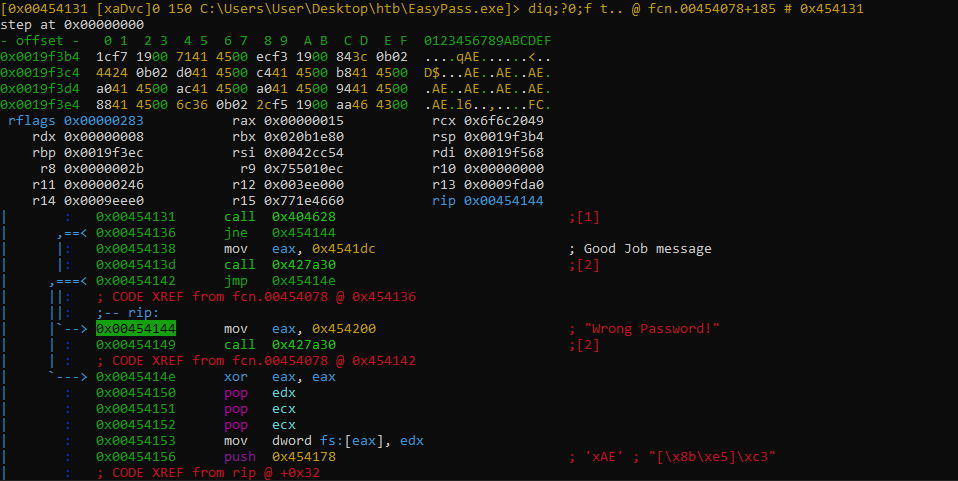 [0x00454131 [xaDvc]0 150 C:\Users\User\Desktop\htb\EasyPass.exe]> diq;?0;f t.. @ fcn.00454078+185 # 0x454131
step at 0x00000000
- offset -   0 1  2 3  4 5  6 7  8 9  A B  C D  E F  0123456789ABCDEF
0x0019f3b4  1cf7 1900 7141 4500 ecf3 1900 843c 0b02  ....qAE......<..
0x0019f3c4  4424 0b02 d041 4500 c441 4500 b841 4500  D$...AE..AE..AE.
0x0019f3d4  a041 4500 ac41 4500 a041 4500 9441 4500  .AE..AE..AE..AE.
0x0019f3e4  8841 4500 6c36 0b02 2cf5 1900 aa46 4300  .AE.l6..,....FC.
rflags 0x00000283 rax 0x00000015 rcx 0x6f6c2049
rdx 0x00000008 rbx 0x020b1e80 rsp 0x0019f3b4
rbp 0x0019f3ec rsi 0x0042cc54 rdi 0x0019f568
r8 0x0000002b r9 0x755010ec r10 0x00000000
r11 0x00000246 r12 0x003ee000 r13 0x0009fda0
r14 0x0009eee0 r15 0x771e4660 rip 0x00454144
|       :   0x00454131      call  0x404628                    ;[1]
|     ,==<  0x00454136      jne   0x454144
|     |:   0x00454138      mov   eax, 0x4541dc               ; Good Job message
|     |:   0x0045413d      call  0x427a30                    ;[2]
|    ,===<  0x00454142      jmp   0x45414e
|    ||:   ; CODE XREF from fcn.00454078 @ 0x454136
|    ||:   ;-- rip:
|    |`-->  0x00454144      mov   eax, 0x454200               ; "Wrong Password!"
|    | :   0x00454149      call  0x427a30                    ;[2]
|    | :   ; CODE XREF from fcn.00454078 @ 0x454142
|    `--->  0x0045414e      xor   eax, eax
|       :   0x00454150      pop   edx
|       :   0x00454151      pop   ecx
|       :   0x00454152      pop   ecx
|       :   0x00454153      mov   dword fs:[eax], edx
|       :   0x00454156      push  0x454178                    ; 'xAE' ; "[\x8b\xe5]\xc3"
|       :   ; CODE XREF from rip @ +0x32